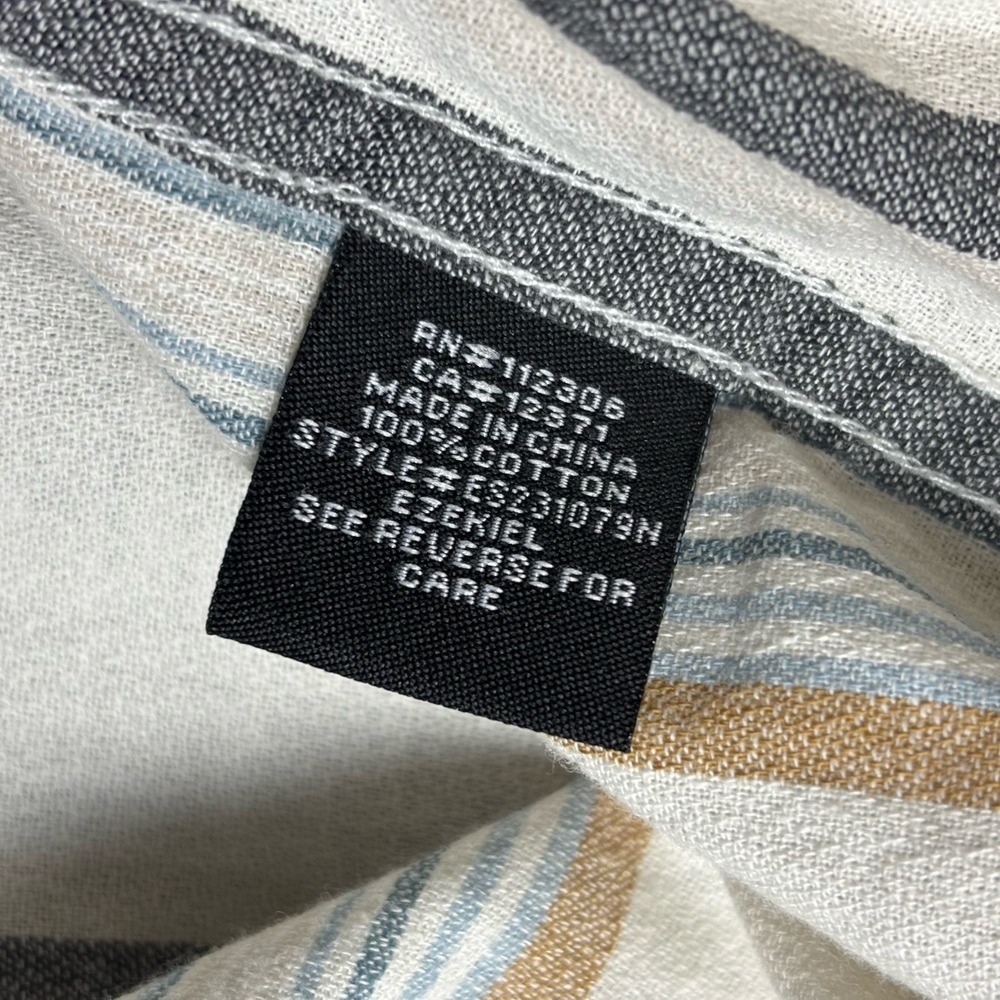 RN#112306
CA#12371
MADE IN CHINA
100%COTTON
STYLE#ES231079N
EZEKIEL
SEE REVERSE FOR
CARE